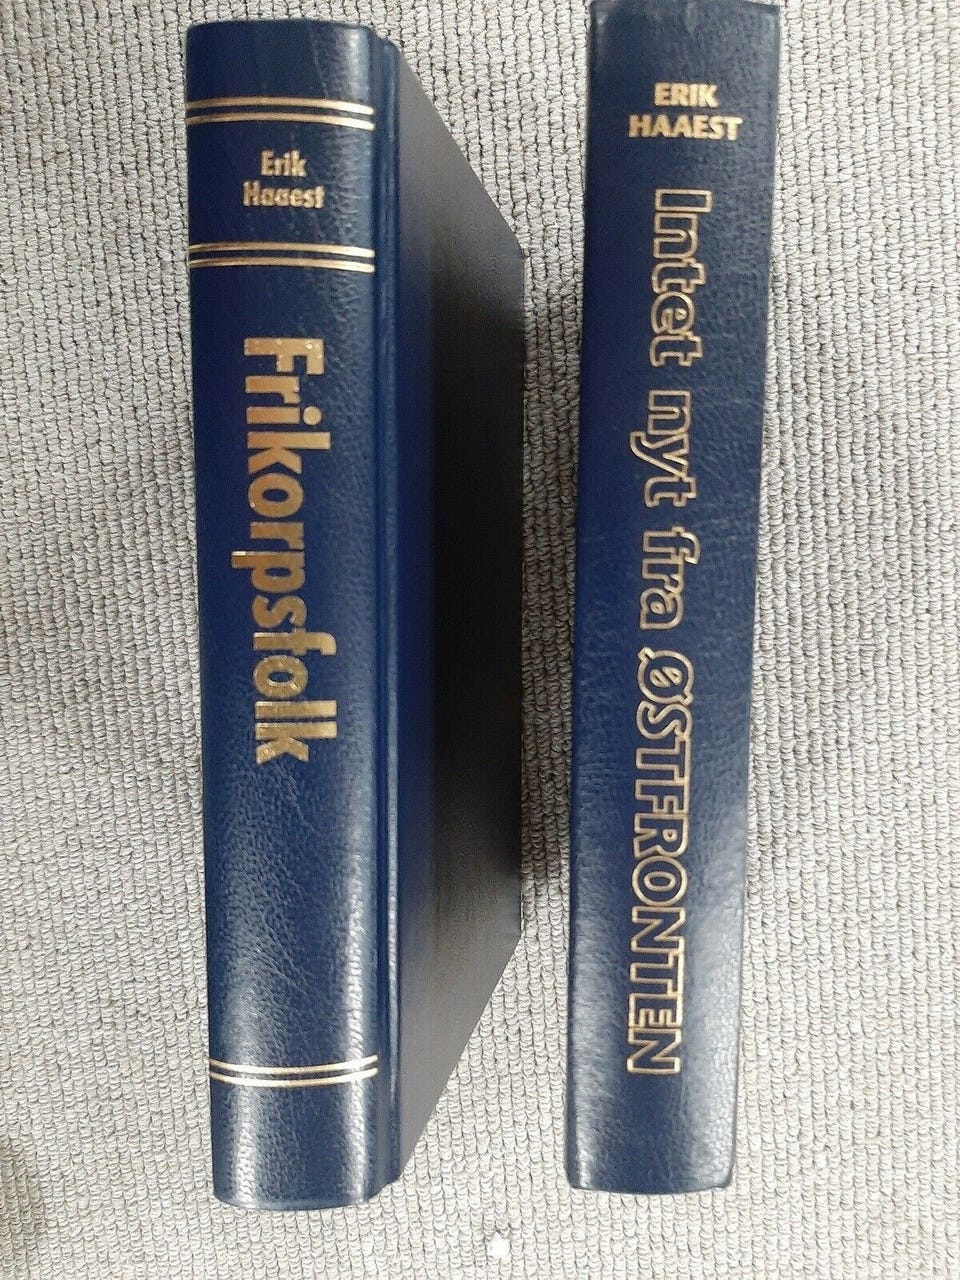 Erik
Haaest
Frikorpsfolk
ERIK
HAAEST
Intet nyt fra ØSTFRONTEN